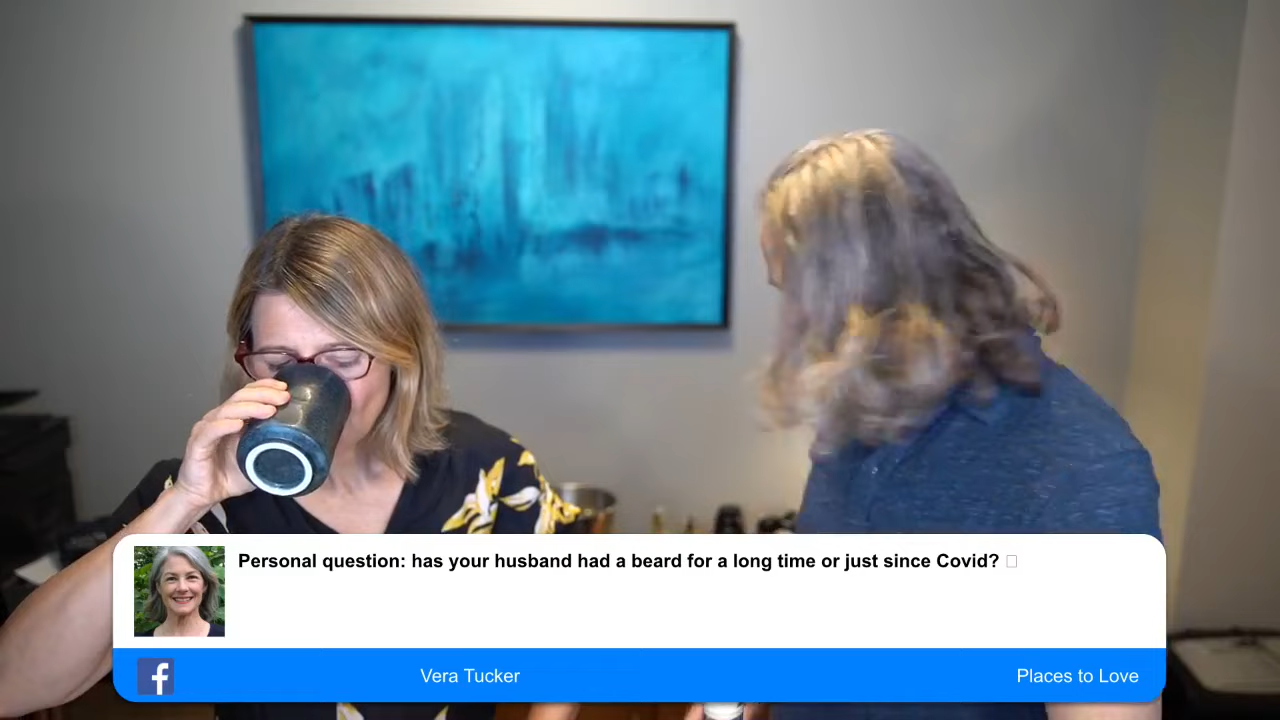 Personal question: has your husband had a beard for a long time or just since Covid? □
Vera Tucker
Places to Love